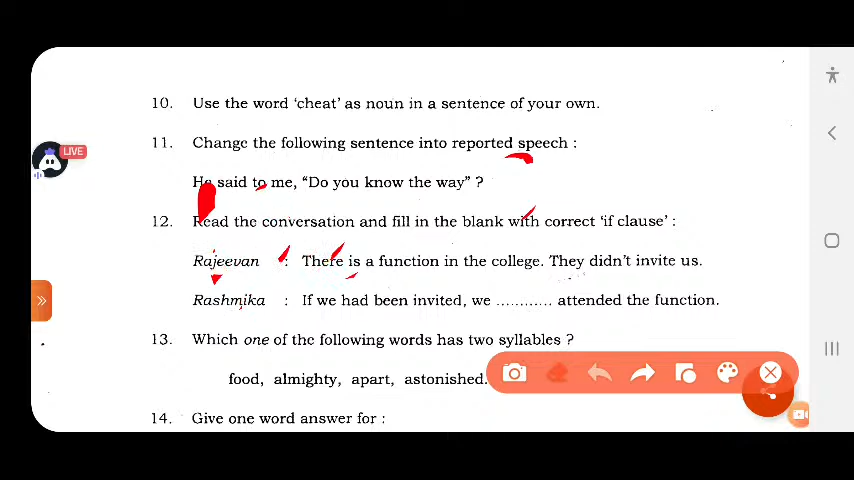 10. Use the word ‘cheat’ as noun in a sentence of your own.
LIVE
11. Change the following sentence into reported speech :
He said to me, “Do you know the way” ?
12. Read the conversation and fill in the blank with correct ‘if clause’ :
Rajeevan : There is a function in the college. They didn’t invite us.
Rashmika : If we had been invited, we ............ attended the function.
13. Which one of the following words has two syllables ?
food, almighty, apart, astonished.
14. Give one word answer for :